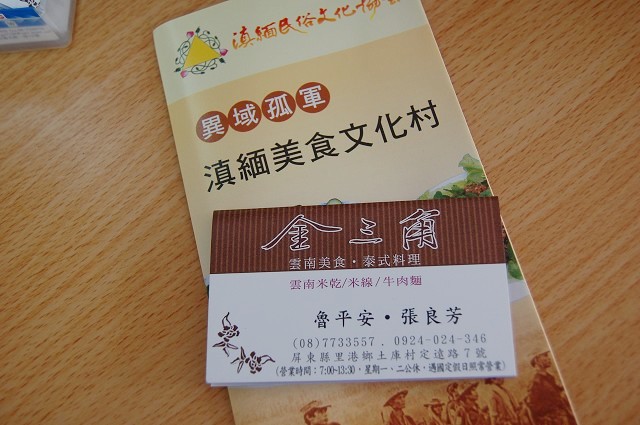 滇緬民俗文化協
異域孤軍
滇緬美食文化村
金三角
雲南美食・泰式料理
雲南米乾/米線/牛肉麵
魯平安・張良芳
(08)7733557 . 0924-024-346
屏東縣里港鄉土庫村定遠路7號
(營業時間:7:00~13:30,星期一、二公休,遇國定假日照常營業)